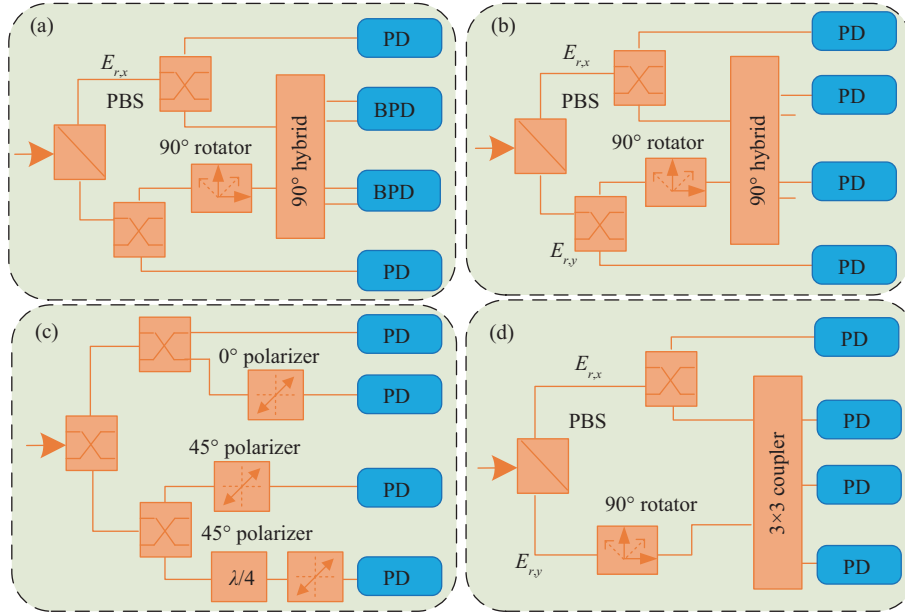 (a)
PD
E_{r,x}
PBS
BPD
90° rotator
90° hybrid
BPD
PD
(b)
PD
E_{r,x}
PBS
PD
90° rotator
90° hybrid
PD
E_{r,y}
PD
(c)
PD
0° polarizer
PD
45° polarizer
PD
45° polarizer
λ/4
PD
(d)
PD
E_{r,x}
PBS
PD
3×3 coupler
PD
90° rotator
E_{r,y}
PD